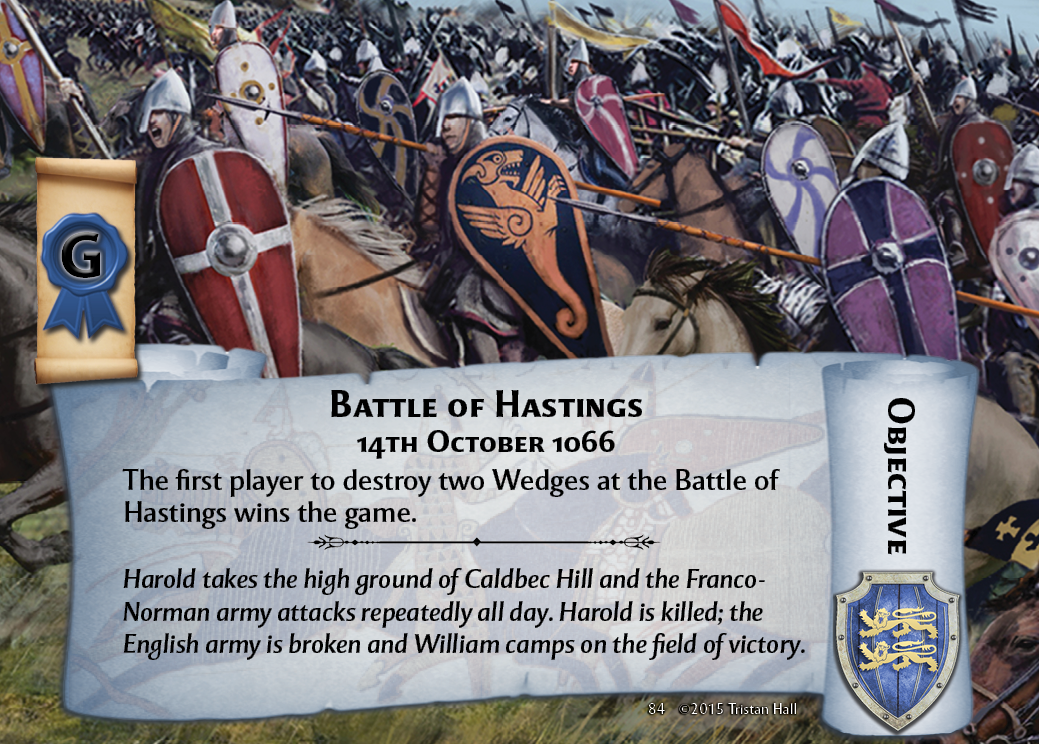 G
Battle of Hastings
14th October 1066
The first player to destroy two Wedges at the Battle of
Hastings wins the game.
Harold takes the high ground of Caldbec Hill and the Franco-
Norman army attacks repeatedly all day. Harold is killed; the
English army is broken and William camps on the field of victory.
Objective
84 ©2015 Tristan Hall